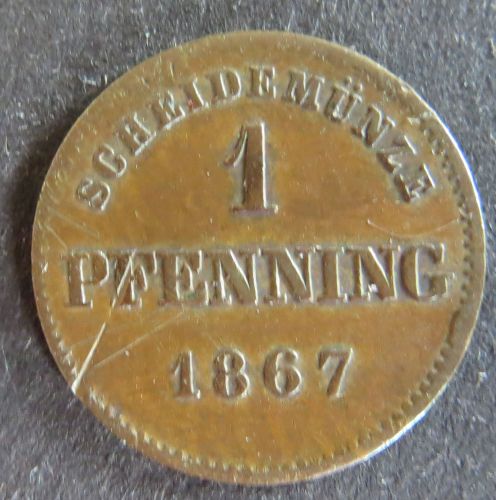 SCHEIDEMÜNZE
1
PFENNING
1867